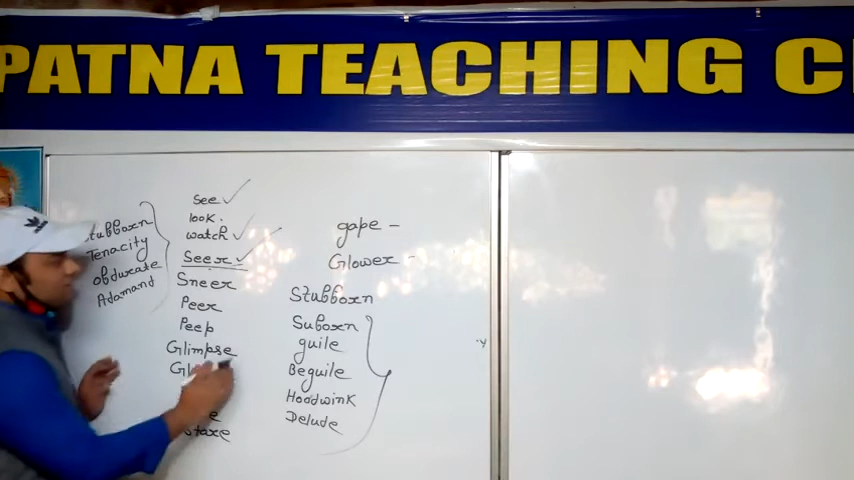 PATNA TEACHING C
Stubborn
Tenacity
obdurate
Adamand
See
look.
watch
Seer
Sneer
Peer
Peep
Glimpse
Stare
gape -
Glower -
Stubborn
Suborn
guile
Beguile
Hoodwink
Delude